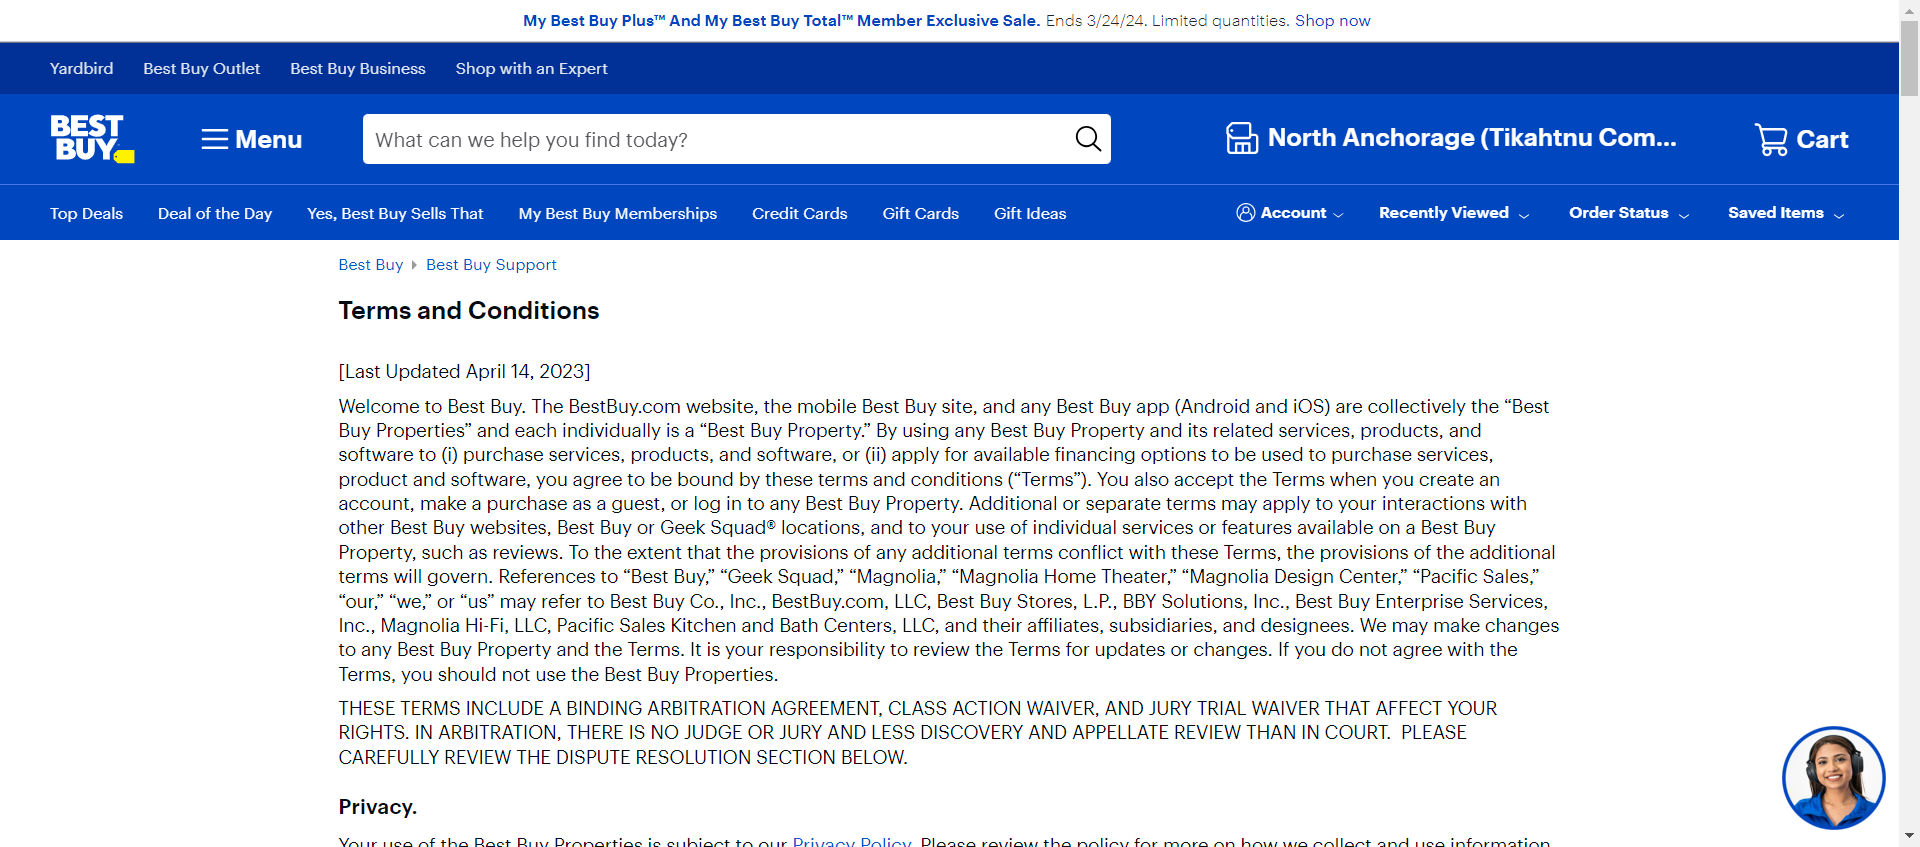 My Best Buy Plus™ And My Best Buy Total™ Member Exclusive Sale. Ends 3/24/24. Limited quantities. Shop now
Yardbird Best Buy Outlet Best Buy Business Shop with an Expert
BEST BUY
Menu
What can we help you find today?
North Anchorage (Tikahtnu Com...
Cart
Top Deals Deal of the Day Yes, Best Buy Sells That My Best Buy Memberships Credit Cards Gift Cards Gift Ideas
Account Recently Viewed Order Status Saved Items
Best Buy Best Buy Support
Terms and Conditions
[Last Updated April 14, 2023]
Welcome to Best Buy. The BestBuy.com website, the mobile Best Buy site, and any Best Buy app (Android and iOS) are collectively the “Best
Buy Properties” and each individually is a “Best Buy Property.” By using any Best Buy Property and its related services, products, and
software to (i) purchase services, products, and software, or (ii) apply for available financing options to be used to purchase services,
product and software, you agree to be bound by these terms and conditions (“Terms”). You also accept the Terms when you create an
account, make a purchase as a guest, or log in to any Best Buy Property. Additional or separate terms may apply to your interactions with
other Best Buy websites, Best Buy or Geek Squad® locations, and to your use of individual services or features available on a Best Buy
Property, such as reviews. To the extent that the provisions of any additional terms conflict with these Terms, the provisions of the additional
terms will govern. References to “Best Buy,” “Geek Squad,” “Magnolia,” “Magnolia Home Theater,” “Magnolia Design Center,” “Pacific Sales,”
“our,” “we,” or “us” may refer to Best Buy Co., Inc., BestBuy.com, LLC, Best Buy Stores, L.P., BBY Solutions, Inc., Best Buy Enterprise Services,
Inc., Magnolia Hi-Fi, LLC, Pacific Sales Kitchen and Bath Centers, LLC, and their affiliates, subsidiaries, and designees. We may make changes
to any Best Buy Property and the Terms. It is your responsibility to review the Terms for updates or changes. If you do not agree with the
Terms, you should not use the Best Buy Properties.
THESE TERMS INCLUDE A BINDING ARBITRATION AGREEMENT, CLASS ACTION WAIVER, AND JURY TRIAL WAIVER THAT AFFECT YOUR
RIGHTS. IN ARBITRATION, THERE IS NO JUDGE OR JURY AND LESS DISCOVERY AND APPELLATE REVIEW THAN IN COURT.  PLEASE
CAREFULLY REVIEW THE DISPUTE RESOLUTION SECTION BELOW.
Privacy.
Your use of the Best Buy Properties is subject to our Privacy Policy. Please review the policy for more on how we collect and use information